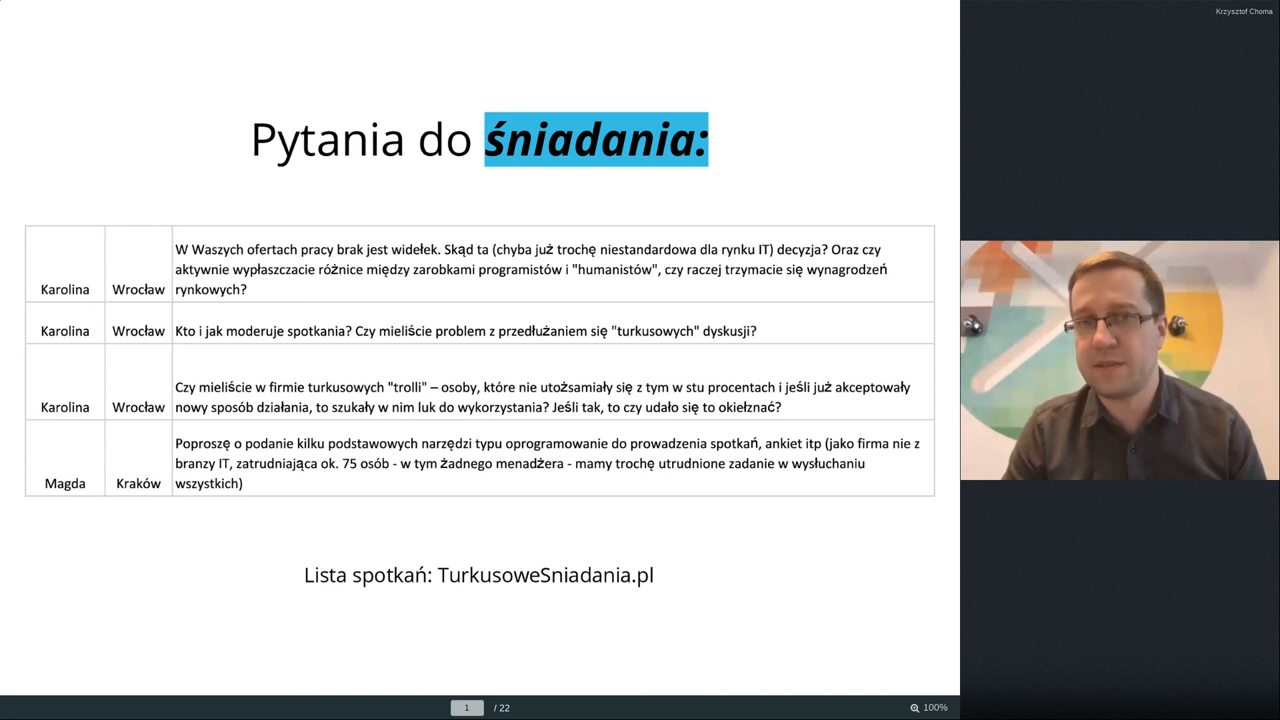 Krzysztof Choma
Pytania do śniadania:
W Waszych ofertach pracy brak jest widełek. Skąd ta (chyba już trochę niestandardowa dla rynku IT) decyzja? Oraz czy
aktywnie wypłaszczacie różnice między zarobkami programistów i "humanistów", czy raczej trzymacie się wynagrodzeń
Karolina Wrocław rynkowych?
Karolina Wrocław Kto i jak moderuje spotkania? Czy mieliście problem z przedłużaniem się "turkusowych" dyskusji?
Czy mieliście w firmie turkusowych "trolli" – osoby, które nie utożsamiały się z tym w stu procentach i jeśli już akceptowały
Karolina Wrocław nowy sposób działania, to szukały w nim luk do wykorzystania? Jeśli tak, to czy udało się to okiełznać?
Poproszę o podanie kilku podstawowych narzędzi typu oprogramowanie do prowadzenia spotkań, ankiet itp (jako firma nie z
branzy IT, zatrudniająca ok. 75 osób - w tym żadnego menadżera - mamy trochę utrudnione zadanie w wysłuchaniu
Magda Kraków wszystkich)
Lista spotkań: TurkusoweSniadania.pl
1 / 22 100%